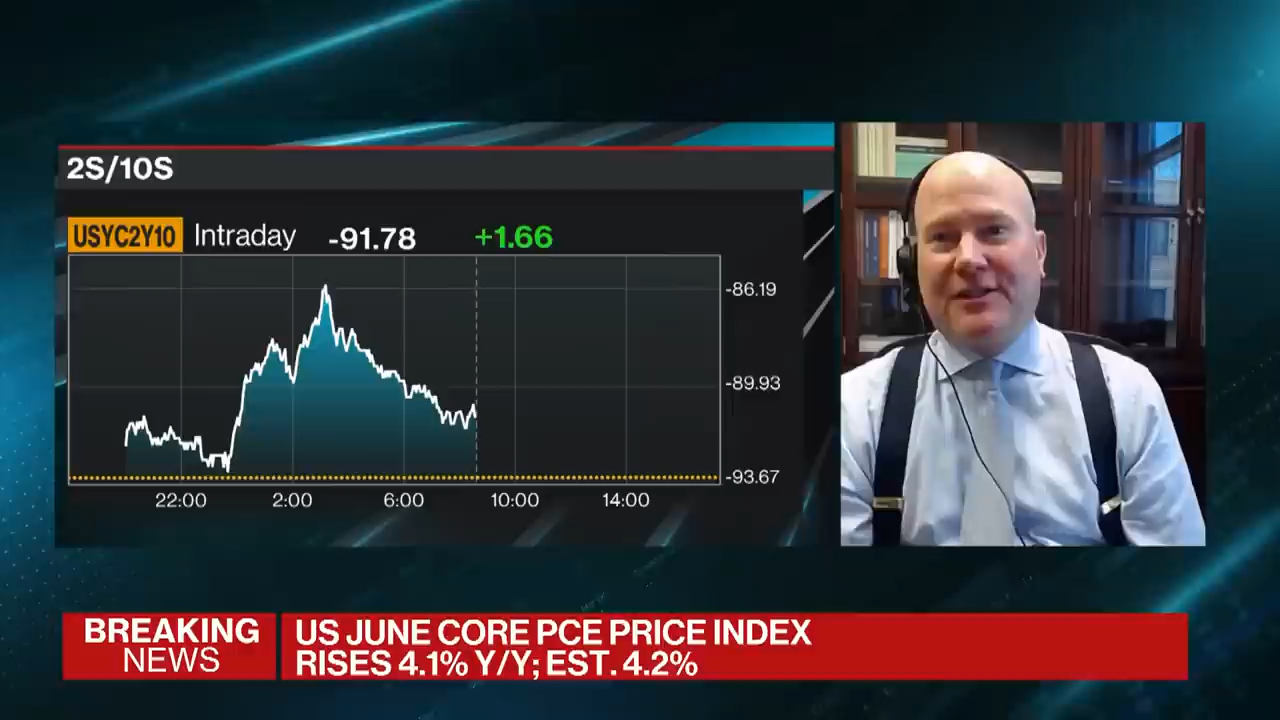 2S/10S
USYC2Y10 Intraday -91.78 +1.66
-86.19
-89.93
-93.67
22:00 2:00 6:00 10:00 14:00
BREAKING NEWS
US JUNE CORE PCE PRICE INDEX
RISES 4.1% Y/Y; EST. 4.2%